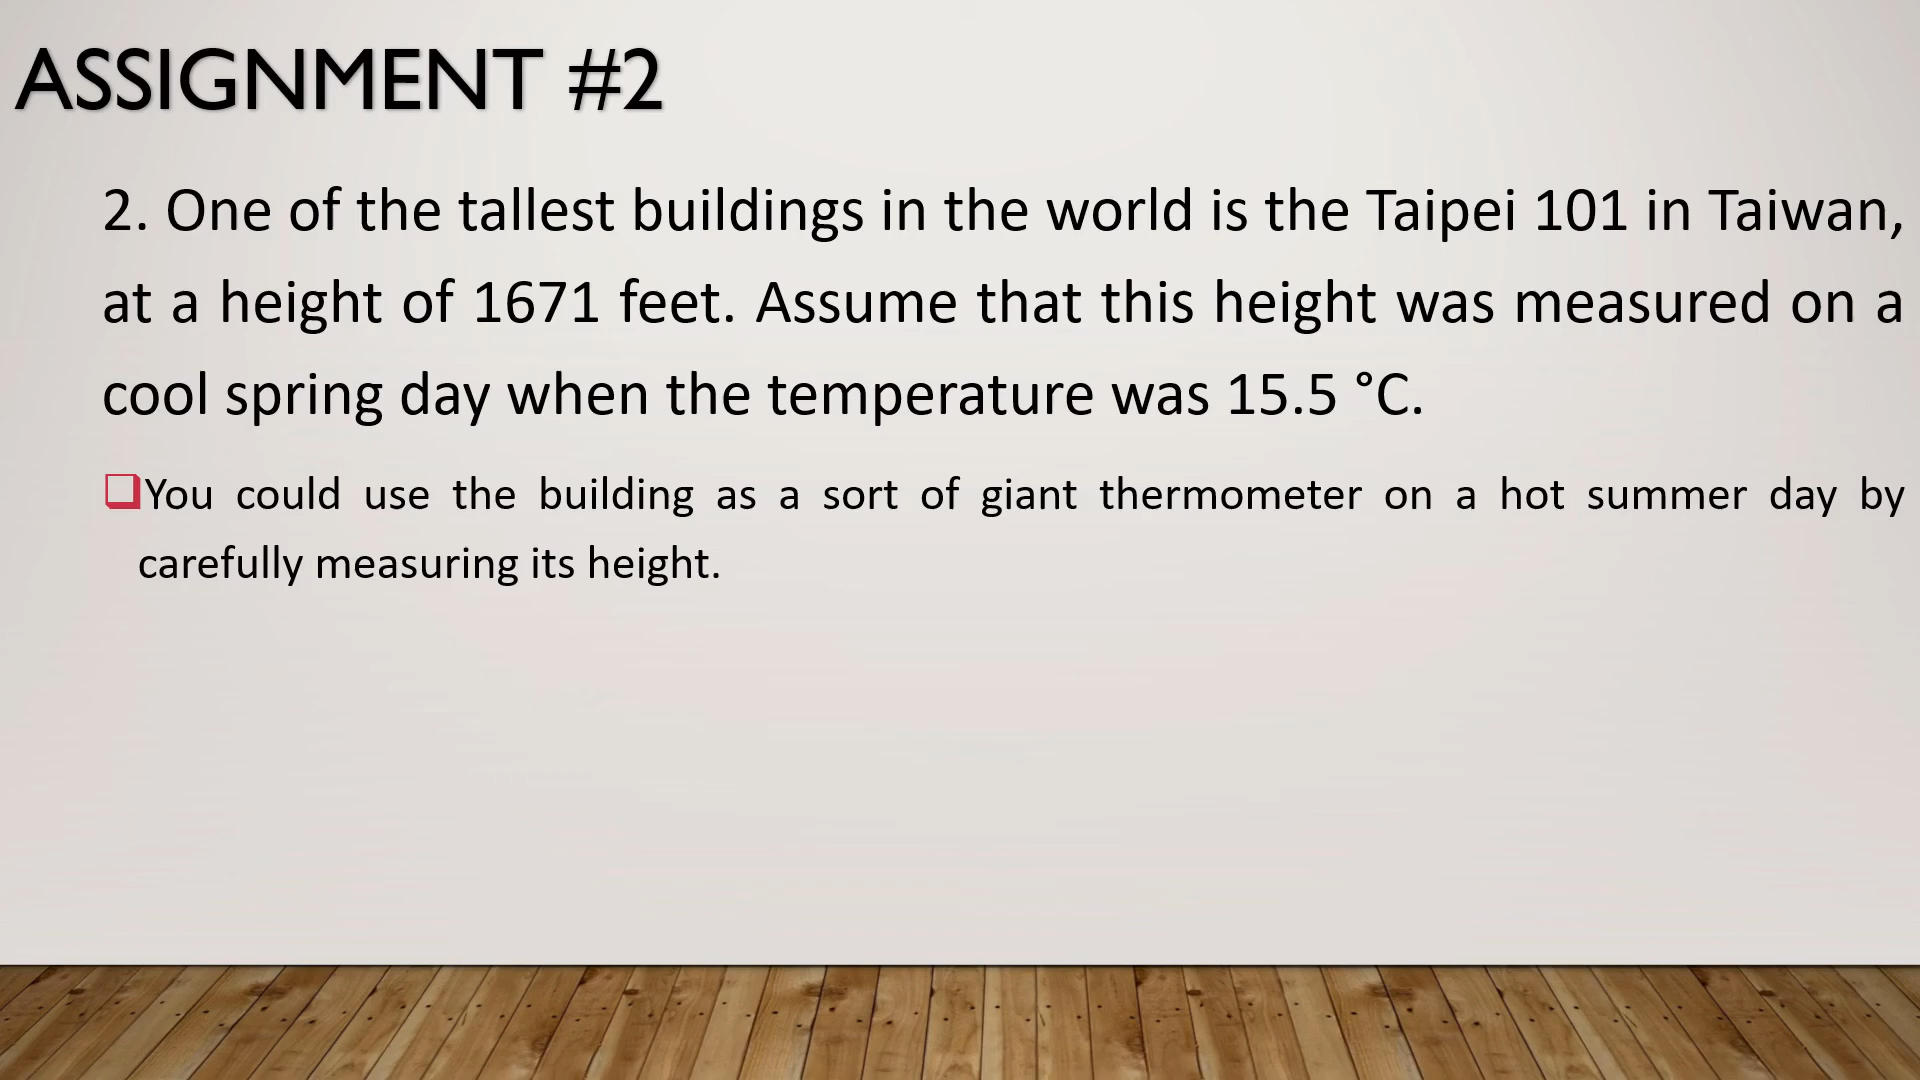 ASSIGNMENT #2
2. One of the tallest buildings in the world is the Taipei 101 in Taiwan,
at a height of 1671 feet. Assume that this height was measured on a
cool spring day when the temperature was 15.5 °C.
❑You could use the building as a sort of giant thermometer on a hot summer day by
carefully measuring its height.